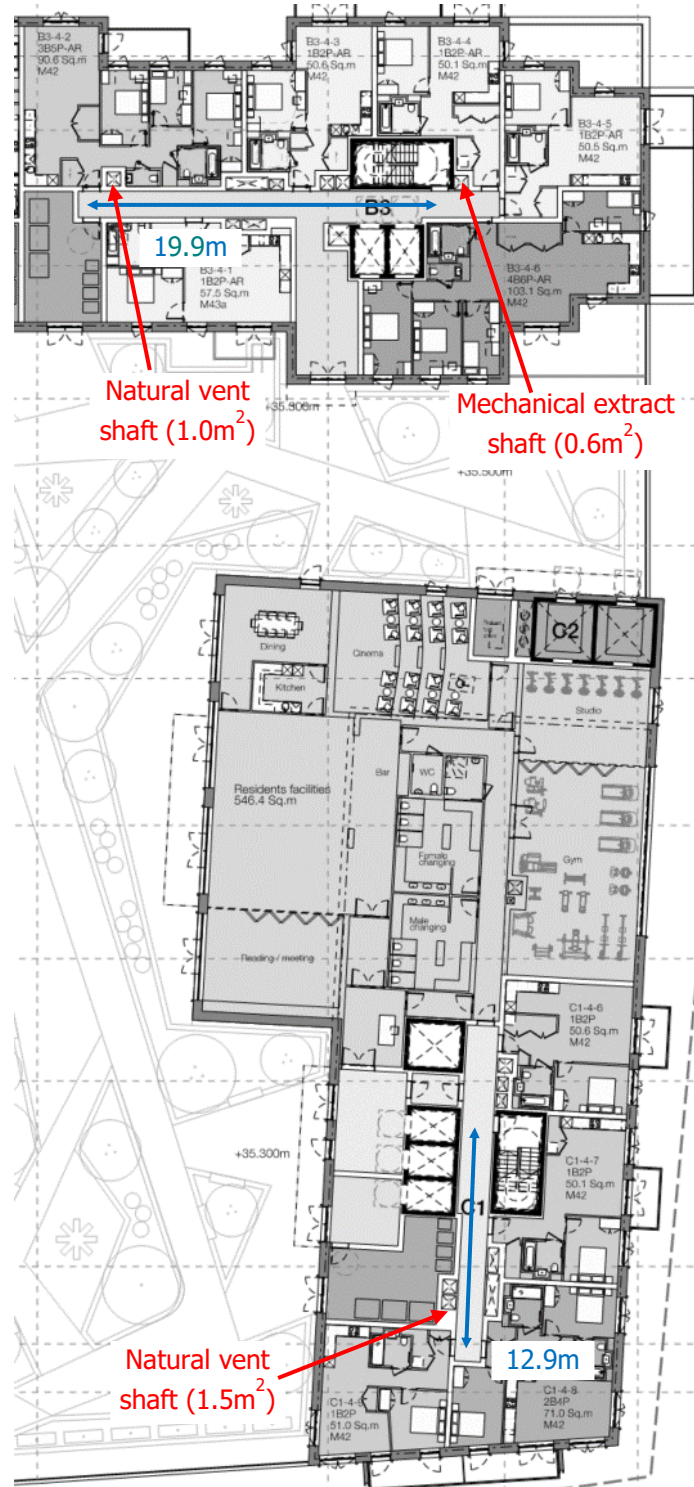 B3-4-2
3B5P-AR
90.6 Sq.m
M42
B3-4-3
1B2P-AR
50.6 Sq.m
M42
B3-4-4
1B2P-AR
50.1 Sq.m
M42
B3-4-5
1B2P-AR
50.5 Sq.m
M42
B3
19.9m
B3-4-1
1B2P-AR
57.5 Sq.m
M43a
B3-4-6
4B6P-AR
103.1 Sq.m
M42
Natural vent
shaft (1.0m²)
+35.300m
Mechanical extract
shaft (0.6m²)
+35.500m
Dining
Kitchen
Cinema
C2
Studio
Residents facilities
546.4 Sq.m
Bar
WC
Female
changing
Gym
Male
changing
Reading / meeting
C1-4-6
1B2P
50.6 Sq.m
M42
+35.300m
C1-4-7
1B2P
50.1 Sq.m
M42
C1
Natural vent
shaft (1.5m²)
12.9m
C1-4-9
1B2P
51.0 Sq.m
M42
C1-4-8
2B4P
71.0 Sq.m
M42